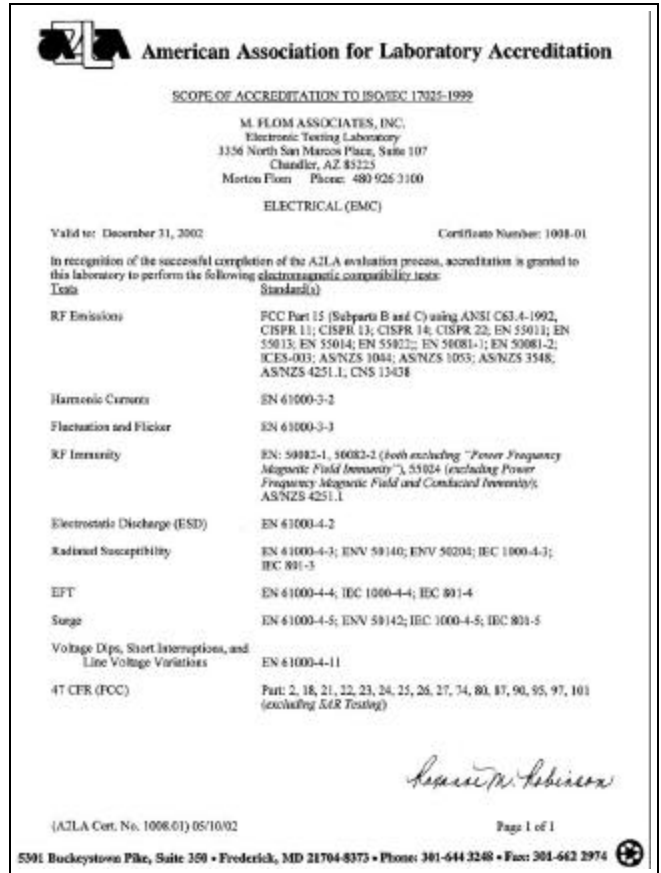 A2LA American Association for Laboratory Accreditation
SCOPE OF ACCREDITATION TO ISO/IEC 17025-1999
M. FLOM ASSOCIATES, INC.
Electronic Testing Laboratory
3356 North San Marcos Place, Suite 107
Chandler, AZ 85225
Morton Flom Phone: 480 926 3100
ELECTRICAL (EMC)
Valid to: December 31, 2002 Certificate Number: 1008-01
In recognition of the successful completion of the A2LA evaluation process, accreditation is granted to
this laboratory to perform the following electromagnetic compatibility tests:
Tests Standard(s)
RF Emissions FCC Part 15 (Subparts B and C) using ANSI C63.4-1992,
CISPR 11; CISPR 13; CISPR 14; CISPR 22; EN 55011; EN
55013; EN 55014; EN 55022;; EN 50081-1; EN 50081-2;
ICES-003; AS/NZS 1044; AS/NZS 1053; AS/NZS 3548;
AS/NZS 4251.1; CNS 13438
Harmonic Currents EN 61000-3-2
Fluctuation and Flicker EN 61000-3-3
RF Immunity EN: 50082-1, 50082-2 (both excluding "Power Frequency
Magnetic Field Immunity"), 55024 (excluding Power
Frequency Magnetic Field and Conducted Immunity);
AS/NZS 4251.1
Electrostatic Discharge (ESD) EN 61000-4-2
Radiated Susceptibility EN 61000-4-3; ENV 50140; ENV 50204; IEC 1000-4-3;
IEC 801-3
EFT EN 61000-4-4; IEC 1000-4-4; IEC 801-4
Surge EN 61000-4-5; ENV 50142; IEC 1000-4-5; IEC 801-5
Voltage Dips, Short Interruptions, and
Line Voltage Variations EN 61000-4-11
47 CFR (FCC) Part: 2, 18, 21, 22, 23, 24, 25, 26, 27, 74, 80, 87, 90, 95, 97, 101
(excluding SAR Testing)
Roxanne M. Robinson
(A2LA Cert. No. 1008.01) 05/10/02 Page 1 of 1
5301 Buckeystown Pike, Suite 350 • Frederick, MD 21704-8373 • Phone: 301-644 3248 • Fax: 301-662 2974